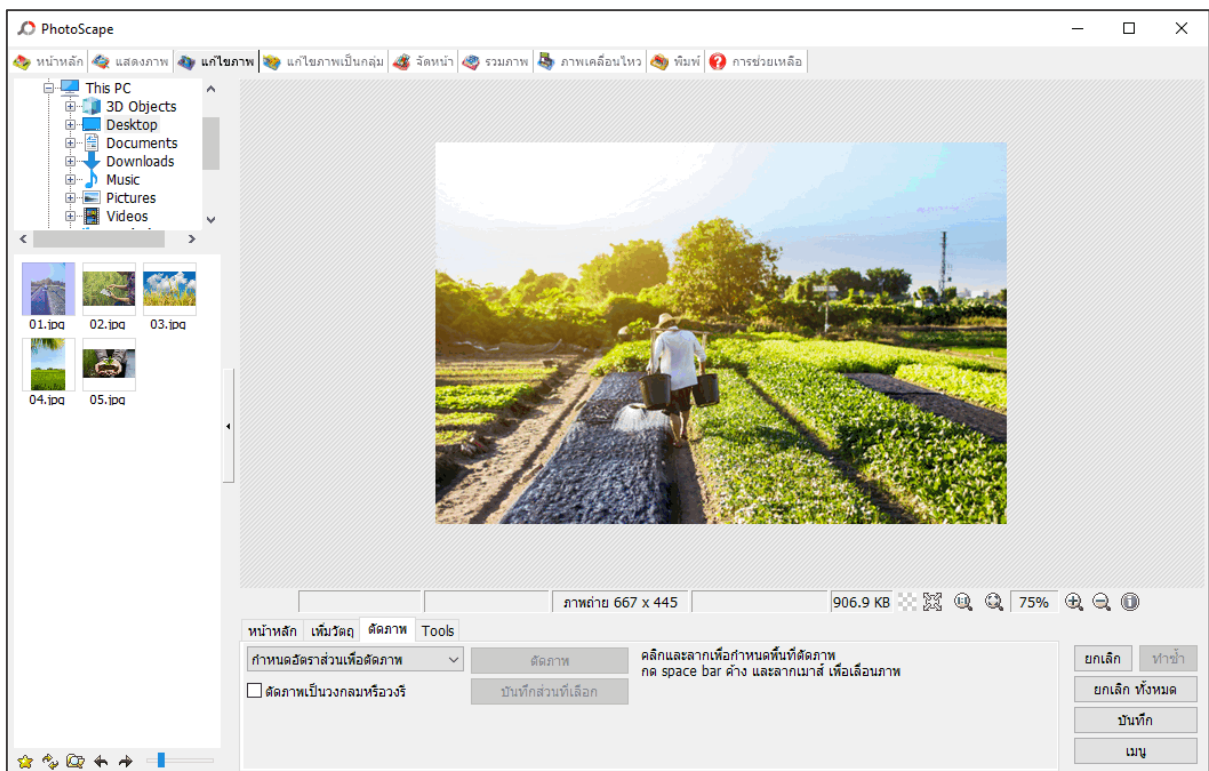 PhotoScape
หน้าหลัก แสดงภาพ แก้ไขภาพ แก้ไขภาพเป็นกลุ่ม จัดหน้า รวมภาพ ภาพเคลื่อนไหว พิมพ์ การช่วยเหลือ
This PC
3D Objects
Desktop
Documents
Downloads
Music
Pictures
Videos
01.jpg 02.jpg 03.jpg
04.jpg 05.jpg
ภาพถ่าย 667 x 445 906.9 KB 75%
หน้าหลัก เพิ่มวัตถุ ตัดภาพ Tools
กำหนดอัตราส่วนเพื่อตัดภาพ ตัดภาพ คลิกและลากเพื่อกำหนดพื้นที่ตัดภาพ
กด space bar ค้าง และลากเมาส์ เพื่อเลื่อนภาพ
ตัดภาพเป็นวงกลมหรือวงรี บันทึกส่วนที่เลือก
ยกเลิก ทำซ้ำ
ยกเลิก ทั้งหมด
บันทึก
เมนู